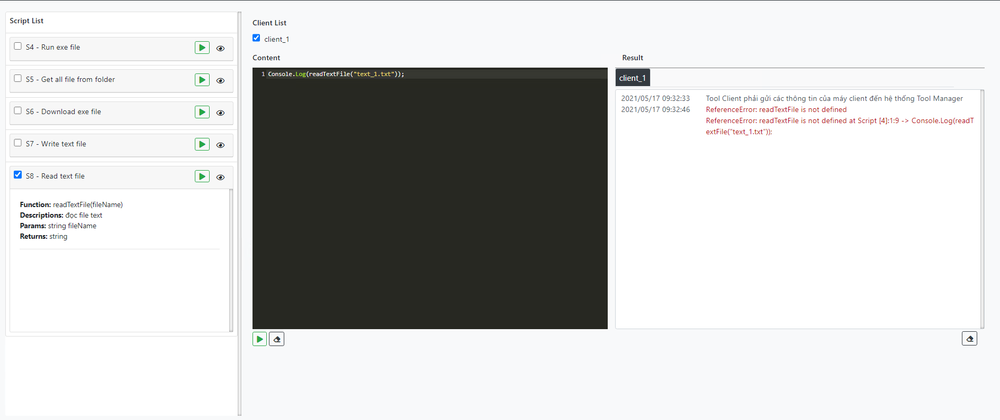 Script List
S4 - Run exe file
S5 - Get all file from folder
S6 - Download exe file
S7 - Write text file
S8 - Read text file
Function: readTextFile(fileName)
Descriptions: đọc file text
Params: string fileName
Returns: string
Client List
client_1
Content
1 Console.Log(readTextFile("text_1.txt"));
Result
client_1
2021/05/17 09:32:33 Tool Client phải gửi các thông tin của máy client đến hệ thống Tool Manager
2021/05/17 09:32:46 ReferenceError: readTextFile is not defined
ReferenceError: readTextFile is not defined at Script [4]:1:9 -> Console.Log(readT
extFile("text_1.txt"));